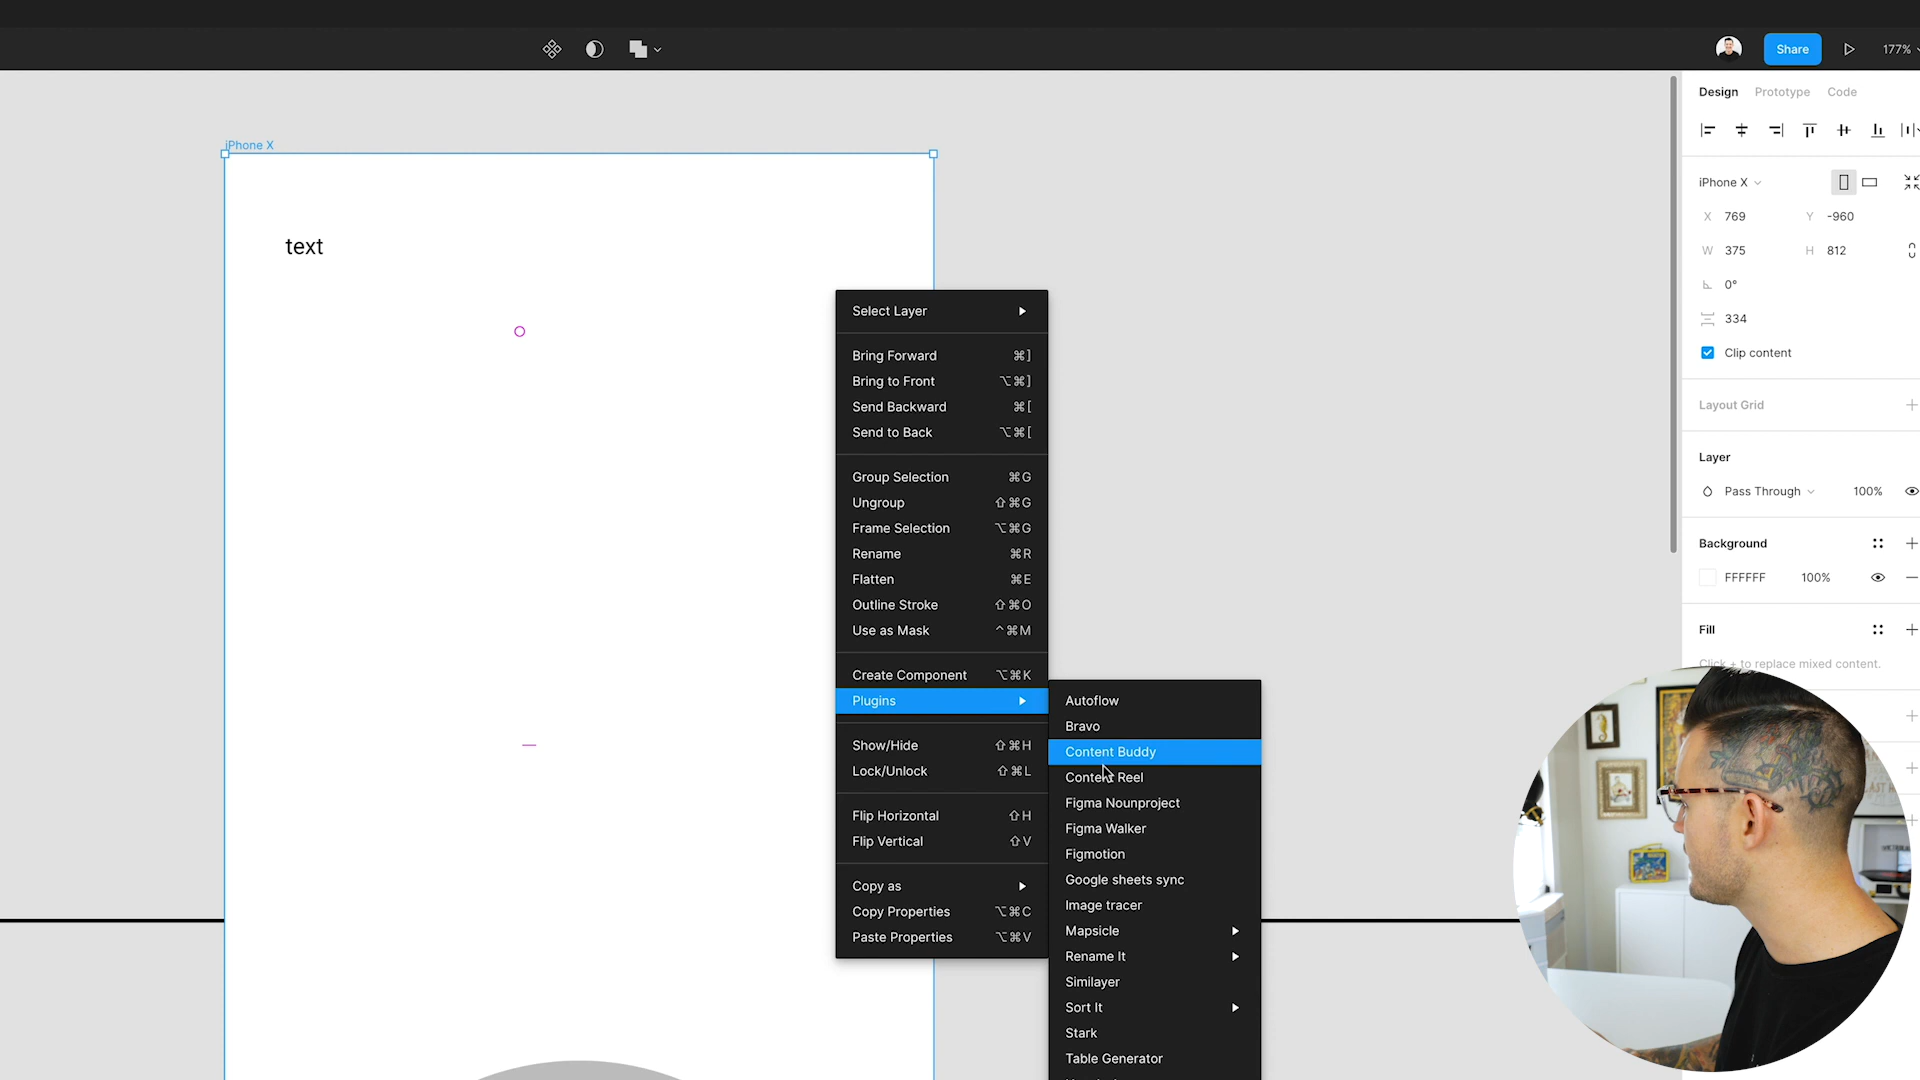 Share
177%
Design Prototype Code
iPhone X
text
iPhone X
X 769 Y -960
W 375 H 812
0°
334
Clip content
Layout Grid
Layer
Pass Through 100%
Background
FFFFFF 100%
Fill
Click + to replace mixed content.
Select Layer
Bring Forward ⌘]
Bring to Front ⌥⌘]
Send Backward ⌘[
Send to Back ⌥⌘[
Group Selection ⌘G
Ungroup ⇧⌘G
Frame Selection ⌥⌘G
Rename ⌘R
Flatten ⌘E
Outline Stroke ⇧⌘O
Use as Mask ^⌘M
Create Component ⌥⌘K
Plugins
Show/Hide ⇧⌘H
Lock/Unlock ⇧⌘L
Flip Horizontal ⇧H
Flip Vertical ⇧V
Copy as
Copy Properties ⌥⌘C
Paste Properties ⌥⌘V
Autoflow
Bravo
Content Buddy
Content Reel
Figma Nounproject
Figma Walker
Figmotion
Google sheets sync
Image tracer
Mapsicle
Rename It
Similayer
Sort It
Stark
Table Generator